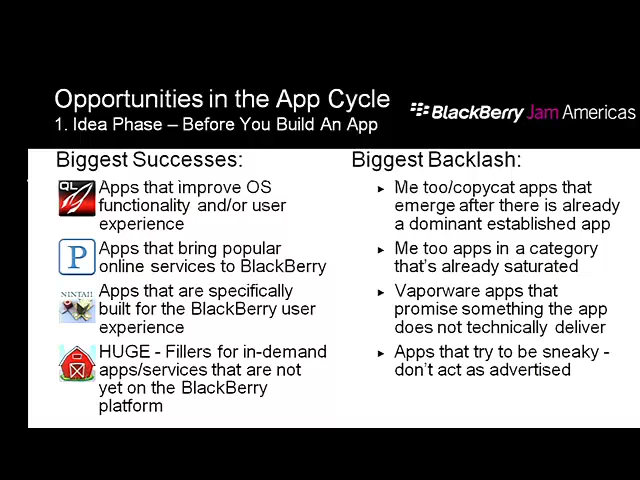 Opportunities in the App Cycle
1. Idea Phase – Before You Build An App
BlackBerry Jam Americas
Biggest Successes:
QL
Apps that improve OS
functionality and/or user
experience
P
Apps that bring popular
online services to BlackBerry
Apps that are specifically
built for the BlackBerry user
experience
HUGE - Fillers for in-demand
apps/services that are not
yet on the BlackBerry
platform
Biggest Backlash:
Me too/copycat apps that
emerge after there is already
a dominant established app
Me too apps in a category
that’s already saturated
Vaporware apps that
promise something the app
does not technically deliver
Apps that try to be sneaky -
don’t act as advertised